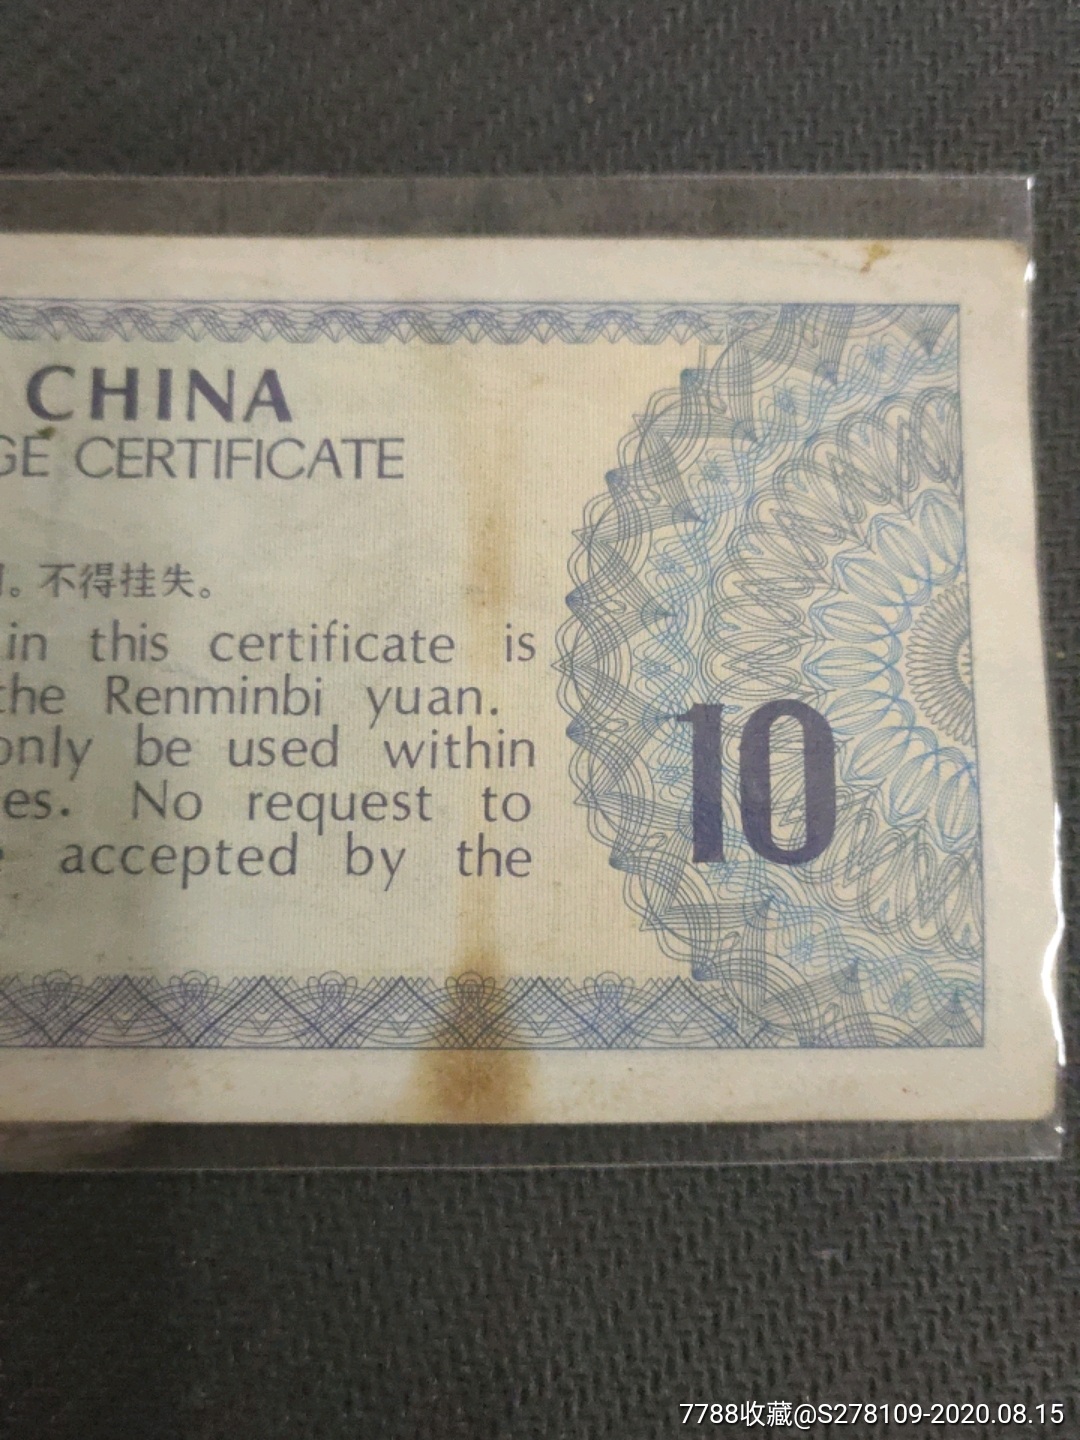 CHINA
GE CERTIFICATE
。不得挂失。
in this certificate is
the Renminbi yuan.
only be used within
es. No request to
accepted by the
10
7788收藏@S278109-2020.08.15